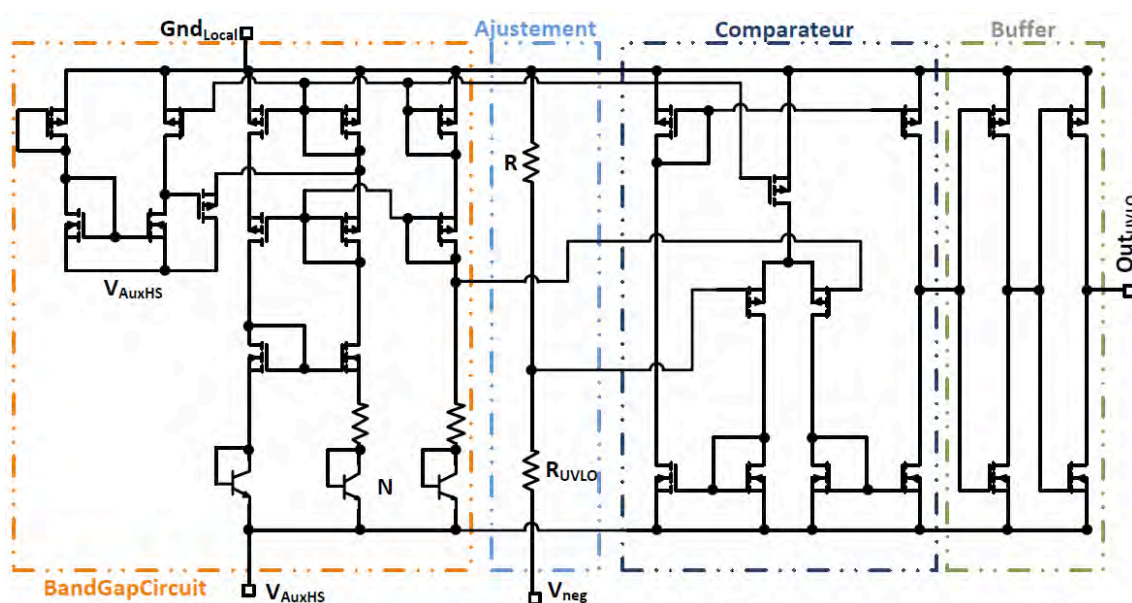 Gnd_Local
Ajustement
Comparateur
Buffer
R
Out_UVLO
V_AuxHS
R_UVLO
N
BandGapCircuit
V_AuxHS
V_neg